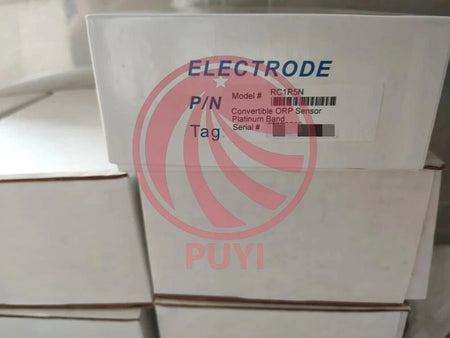 ELECTRODE
P/N Model # RC1R5N
Convertible ORP Sensor
Platinum Band
Tag Serial #
PUYI